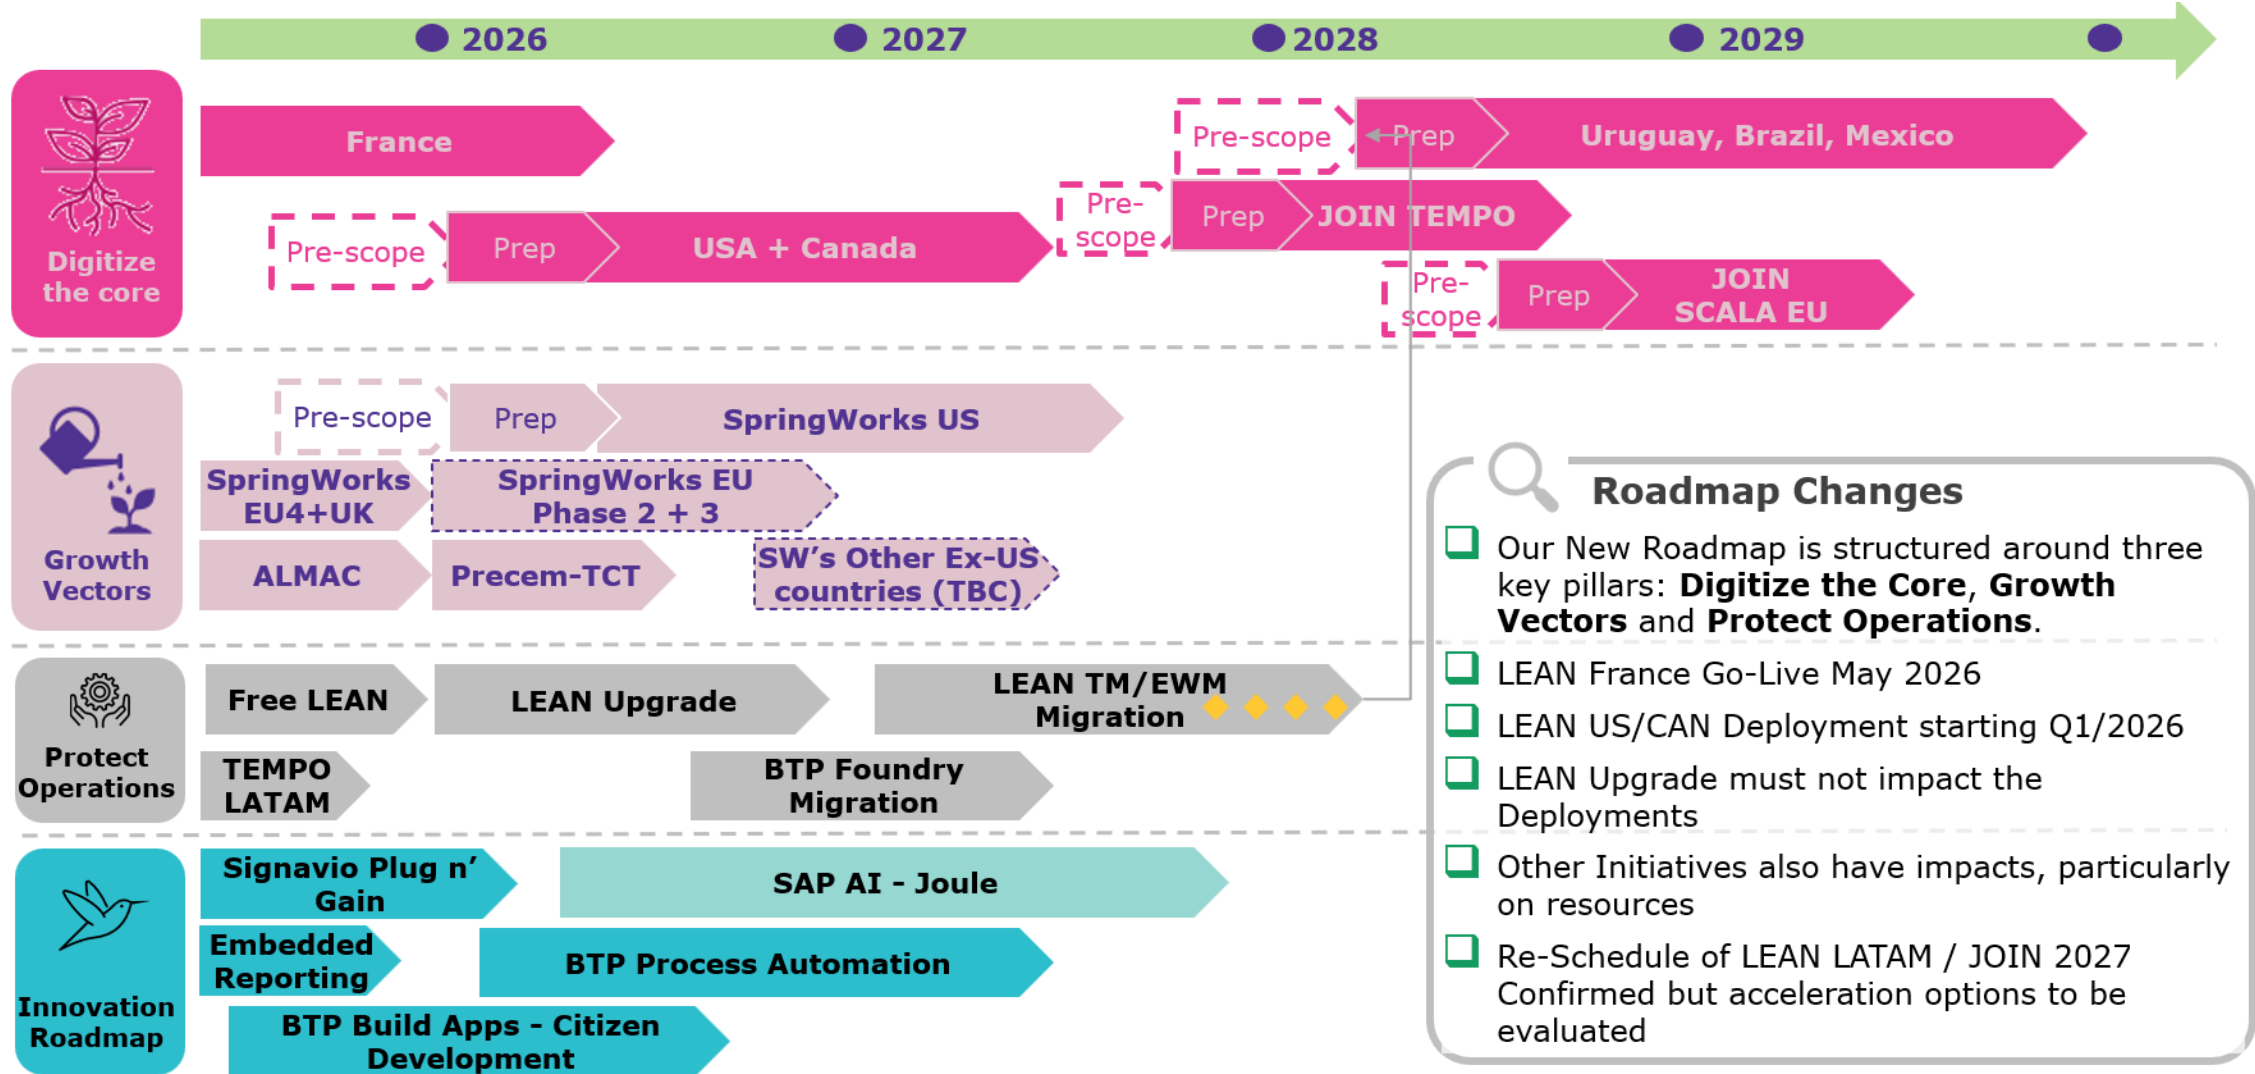 2026
2027
2028
2029
Digitize
the core
France
Pre-scope
Prep
Uruguay, Brazil, Mexico
Pre-
scope
Prep
JOIN TEMPO
Pre-scope
Prep
USA + Canada
Pre-
scope
Prep
JOIN
SCALA EU
Growth
Vectors
Pre-scope
Prep
SpringWorks US
SpringWorks
EU4+UK
SpringWorks EU
Phase 2 + 3
ALMAC
Precem-TCT
SW’s Other Ex-US
countries (TBC)
Protect
Operations
Free LEAN
LEAN Upgrade
LEAN TM/EWM
Migration
TEMPO
LATAM
BTP Foundry
Migration
Innovation
Roadmap
Signavio Plug n’
Gain
SAP AI - Joule
Embedded
Reporting
BTP Process Automation
BTP Build Apps - Citizen
Development
Roadmap Changes
Our New Roadmap is structured around three
key pillars: Digitize the Core, Growth
Vectors and Protect Operations.
LEAN France Go-Live May 2026
LEAN US/CAN Deployment starting Q1/2026
LEAN Upgrade must not impact the
Deployments
Other Initiatives also have impacts, particularly
on resources
Re-Schedule of LEAN LATAM / JOIN 2027
Confirmed but acceleration options to be
evaluated